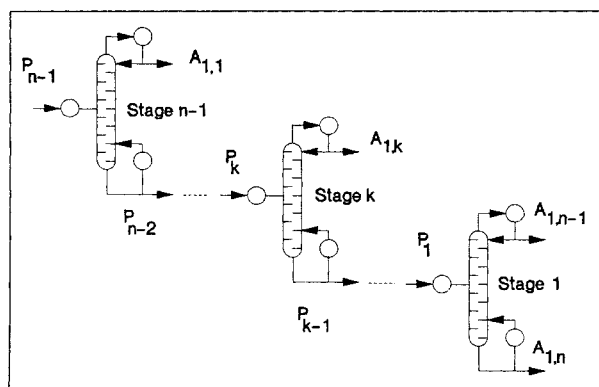 P_{n-1}
A_{1,1}
Stage n-1
P_{n-2}
P_k
A_{1,k}
Stage k
P_{k-1}
P_1
A_{1,n-1}
Stage 1
A_{1,n}